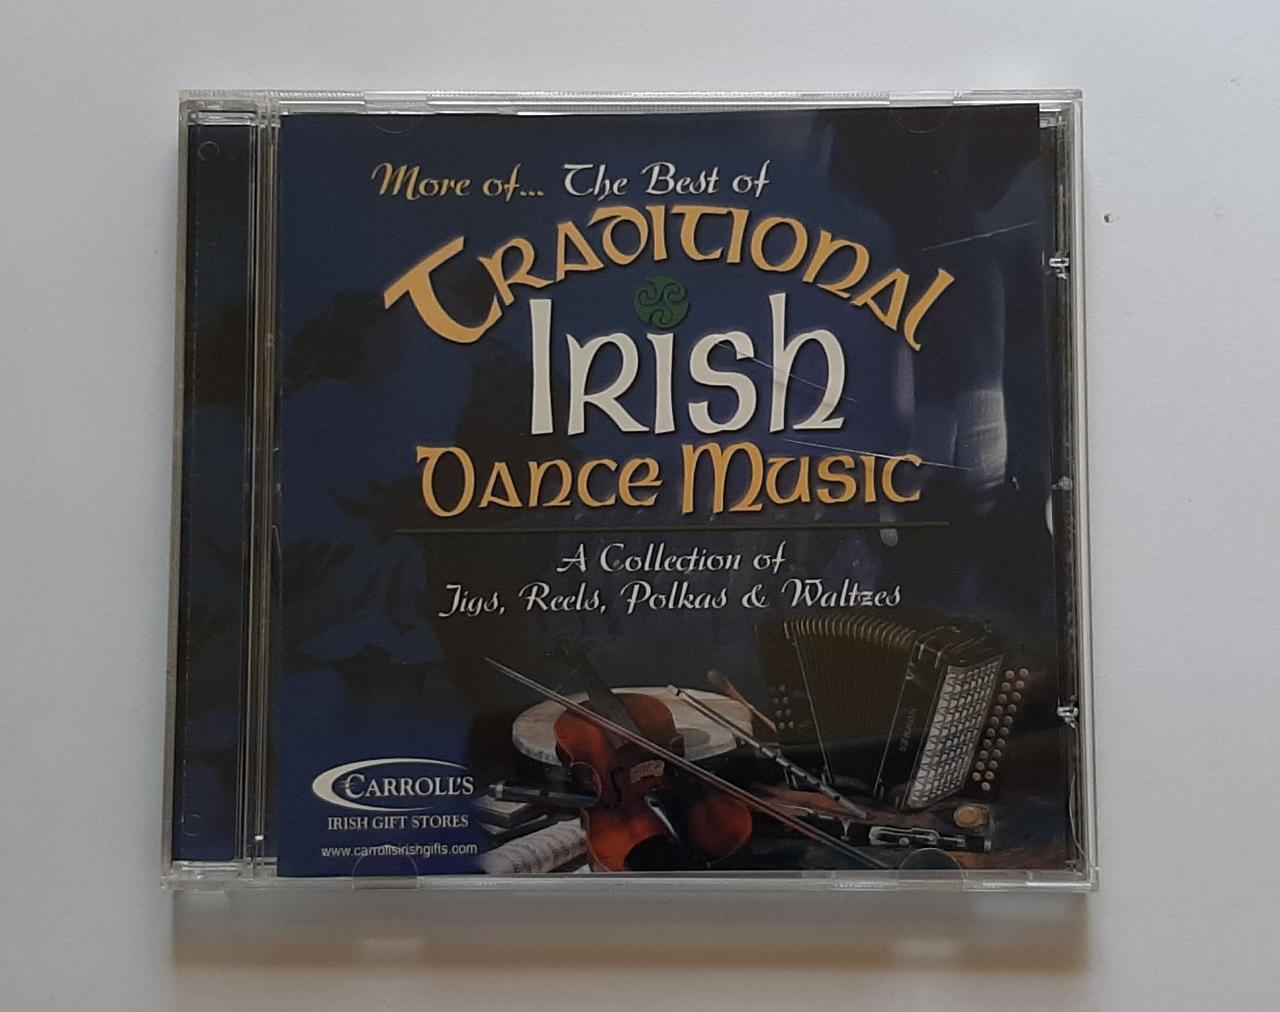 More of... The Best of
Traditional
Irish
Dance Music
A Collection of
Jigs, Reels, Polkas & Waltzes
CARROLL'S
IRISH GIFT STORES
www.carrollsirishgifts.com